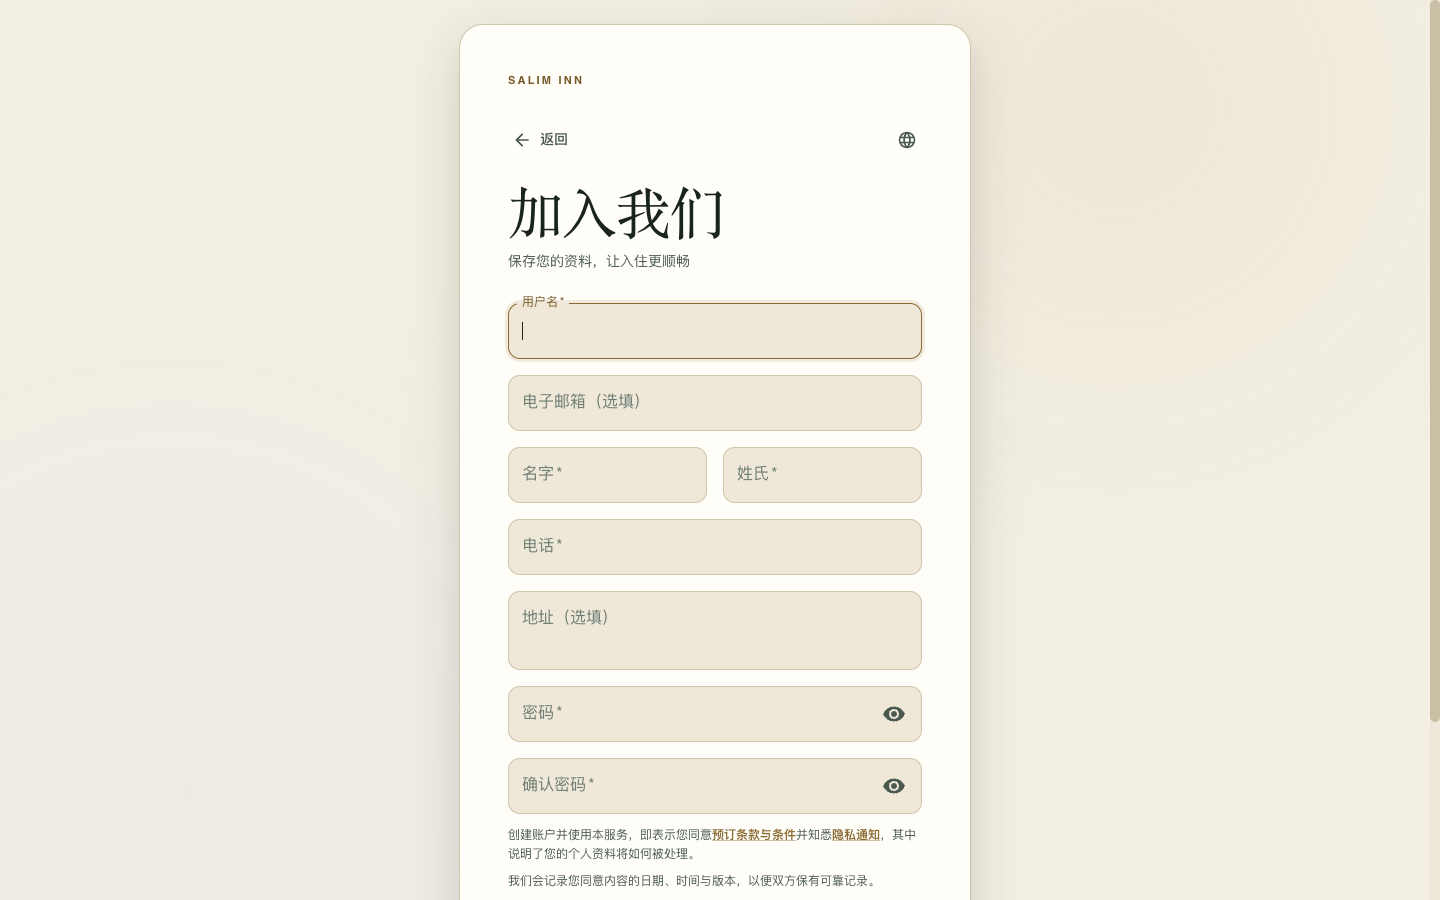 SALIM INN
返回
加入我们
保存您的资料，让入住更顺畅
用户名*
电子邮箱（选填）
名字*
姓氏*
电话*
地址（选填）
密码*
确认密码*
创建账户并使用本服务，即表示您同意预订条款与条件并知悉隐私通知，其中
说明了您的个人资料将如何被处理。
我们会记录您同意内容的日期、时间与版本，以便双方保有可靠记录。